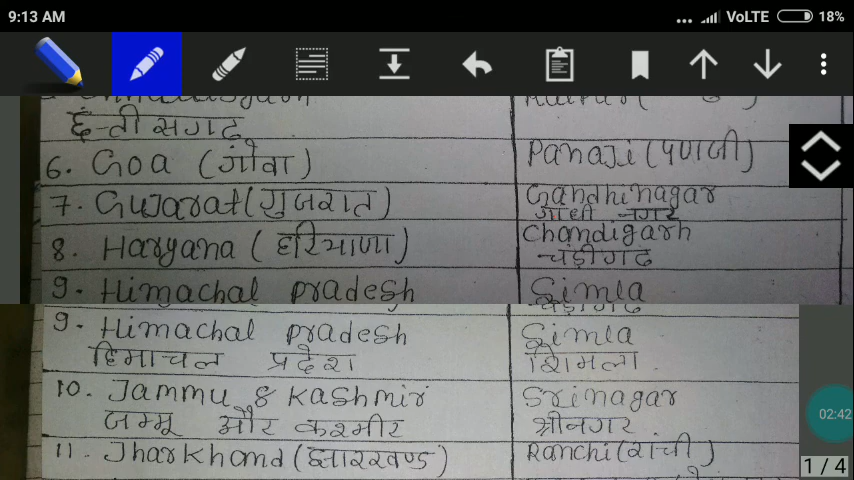 9:13 AM
VoLTE 18%
छत्तीसगढ़
6. Goa (गोवा) Panaji (पणजी)
7. Gujarat (गुजरात) Gandhinagar
गांधी नगर
8. Haryana (हरियाणा) Chandigarh
चंडीगढ
9. Himachal pradesh Simla
9. Himachal pradesh Simla
हिमाचल प्रदेश शिमला
10. Jammu & Kashmir Srinagar
जम्मू और कश्मीर श्रीनगर
02:42
11. Jharkhand (झारखण्ड) Ranchi (रांची)
1/4